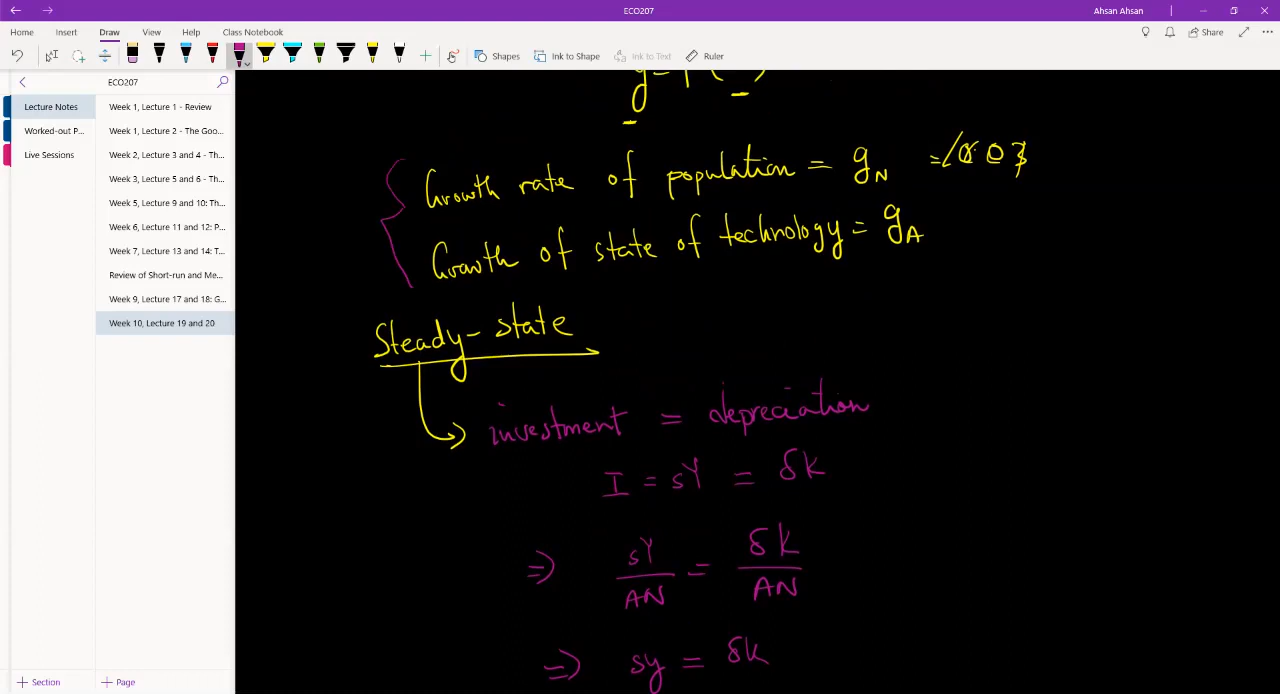 ECO207
Ahsan Ahsan
Home Insert Draw View Help Class Notebook
Share
Shapes Ink to Shape Ink to Text Ruler
ECO207
Lecture Notes
Worked-out P...
Live Sessions
Week 1, Lecture 1 - Review
Week 1, Lecture 2 - The Goo...
Week 2, Lecture 3 and 4 - Th...
Week 3, Lecture 5 and 6 - Th...
Week 5, Lecture 9 and 10: Th...
Week 6, Lecture 11 and 12: P...
Week 7, Lecture 13 and 14: T...
Review of Short-run and Me...
Week 9, Lecture 17 and 18: G...
Week 10, Lecture 19 and 20
Section
Page
Growth rate of population = gN
Growth of state of technology = gA
Steady-state
investment = depreciation
I = sY = δK
⇒ sY/AN = δK/AN
⇒ sy = δk